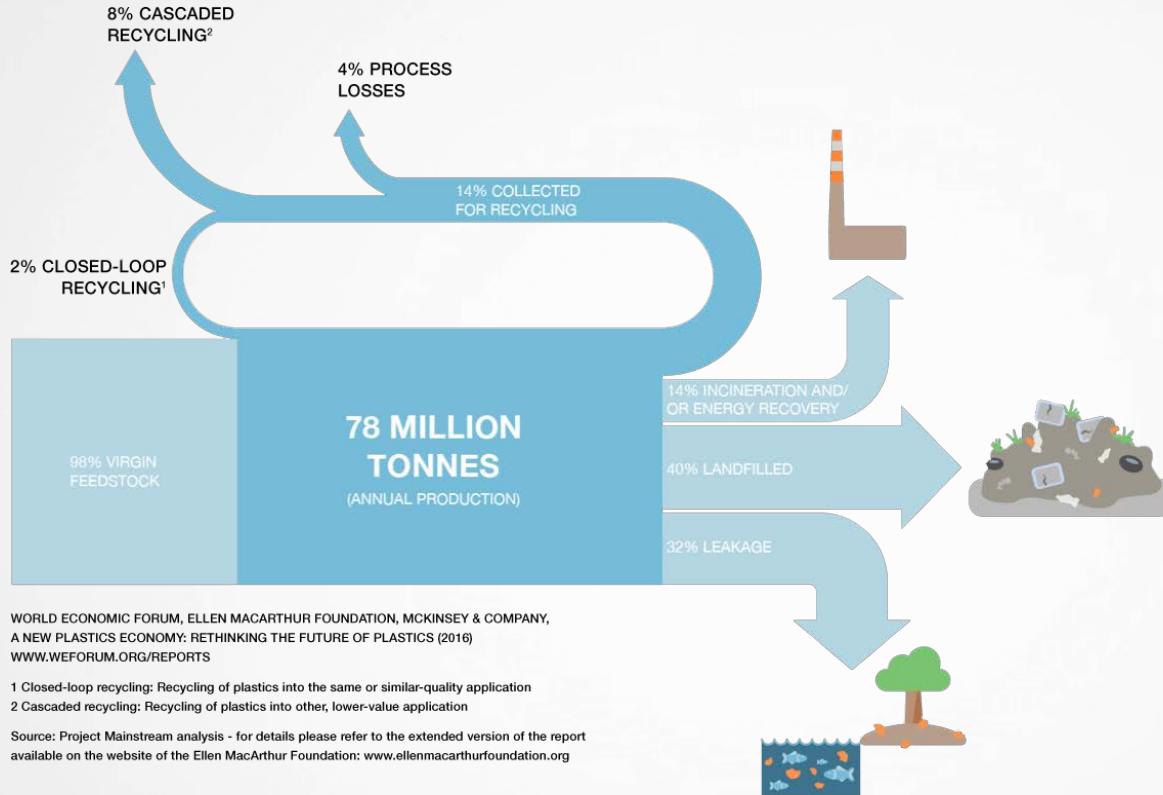 8% CASCADED
RECYCLING²
4% PROCESS
LOSSES
14% COLLECTED
FOR RECYCLING
2% CLOSED-LOOP
RECYCLING¹
14% INCINERATION AND/
OR ENERGY RECOVERY
78 MILLION
TONNES
(ANNUAL PRODUCTION)
98% VIRGIN
FEEDSTOCK
40% LANDFILLED
32% LEAKAGE
WORLD ECONOMIC FORUM, ELLEN MACARTHUR FOUNDATION, MCKINSEY & COMPANY,
A NEW PLASTICS ECONOMY: RETHINKING THE FUTURE OF PLASTICS (2016)
WWW.WEFORUM.ORG/REPORTS
1 Closed-loop recycling: Recycling of plastics into the same or similar-quality application
2 Cascaded recycling: Recycling of plastics into other, lower-value application
Source: Project Mainstream analysis - for details please refer to the extended version of the report
available on the website of the Ellen MacArthur Foundation: www.ellenmacarthurfoundation.org